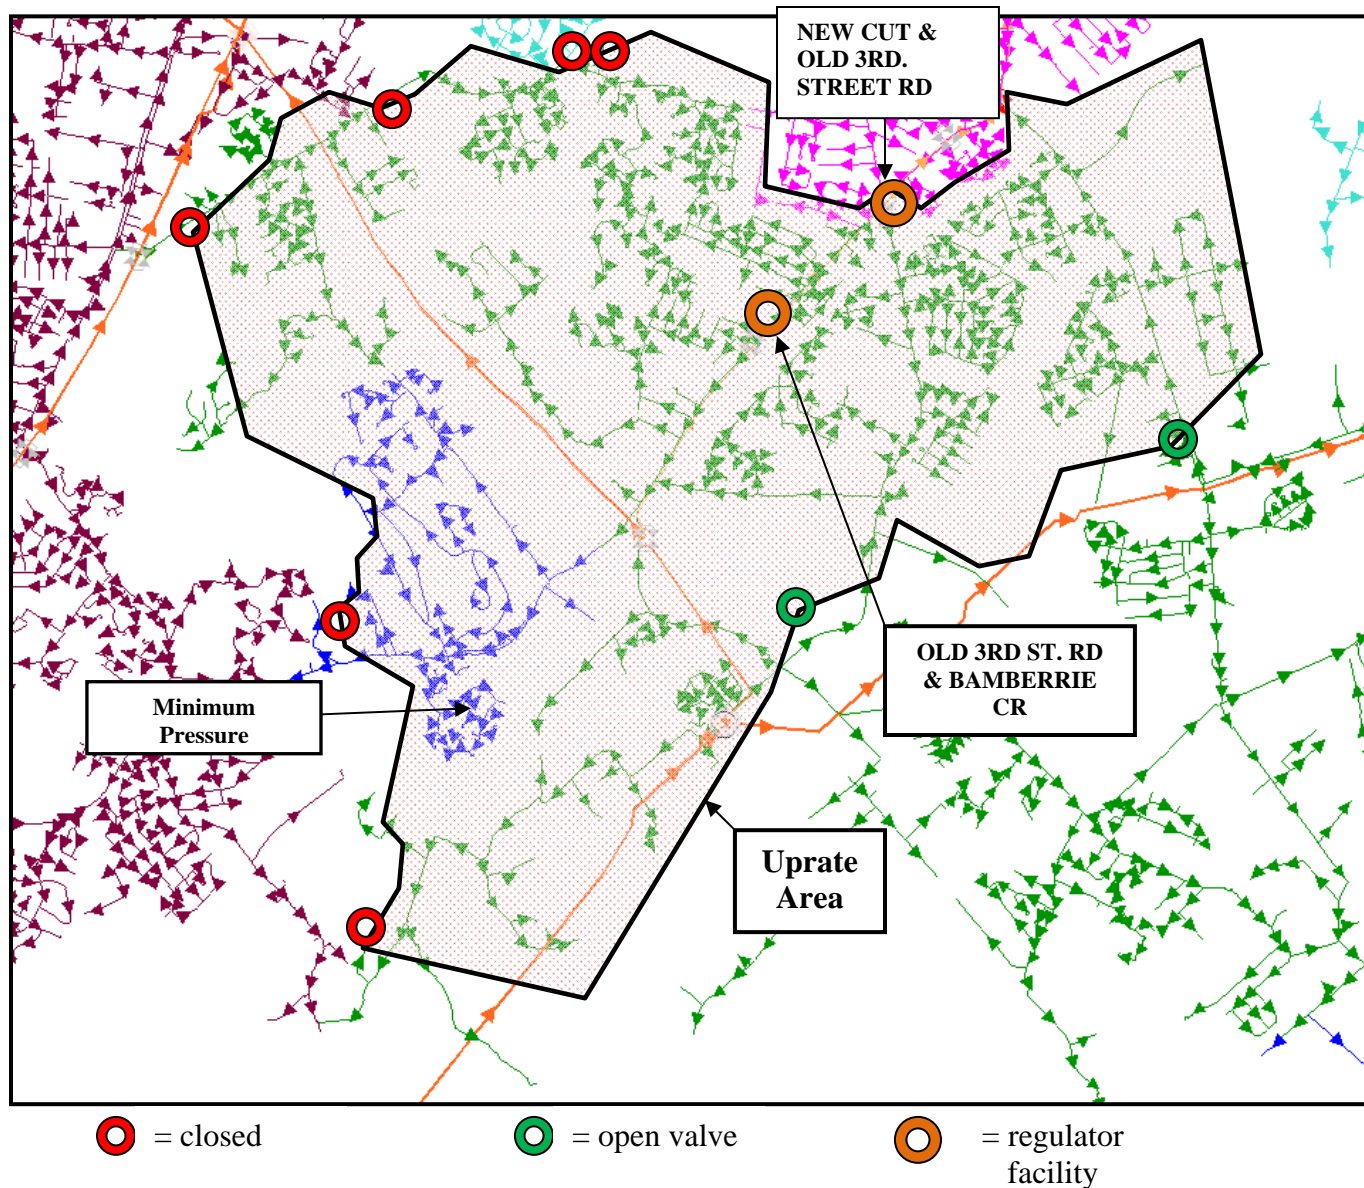 NEW CUT &
OLD 3RD.
STREET RD
OLD 3RD ST. RD
& BAMBERRIE
CR
Minimum
Pressure
Uprate
Area
= closed
= open valve
= regulator
facility